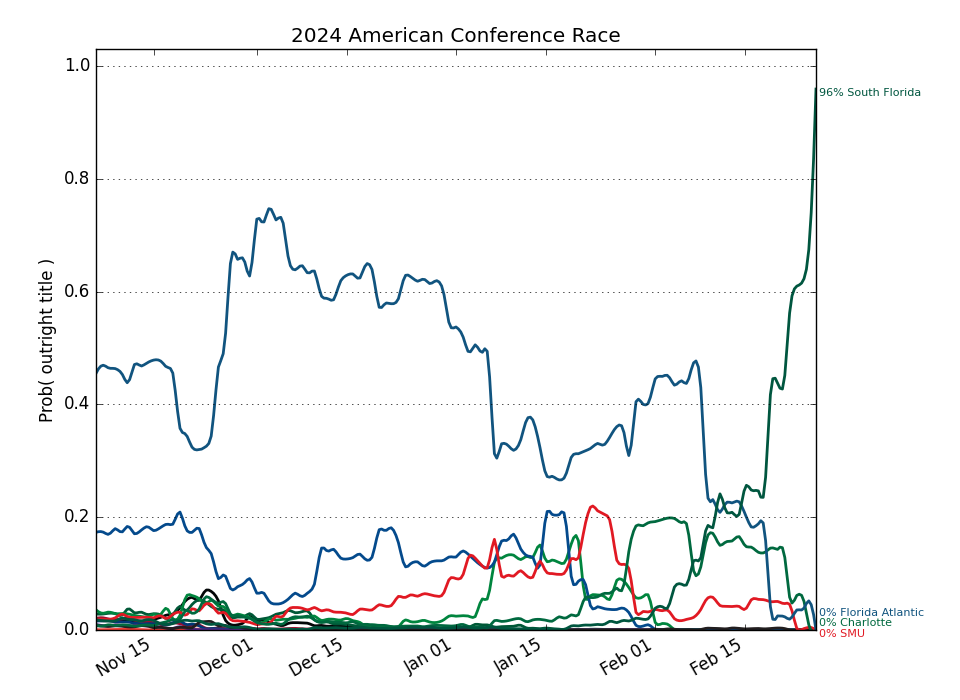 2024 American Conference Race
1.0
0.8
0.6
0.4
0.2
0.0
Prob( outright title )
Nov 15
Dec 01
Dec 15
Jan 01
Jan 15
Feb 01
Feb 15
96% South Florida
0% Florida Atlantic
0% Charlotte
0% SMU